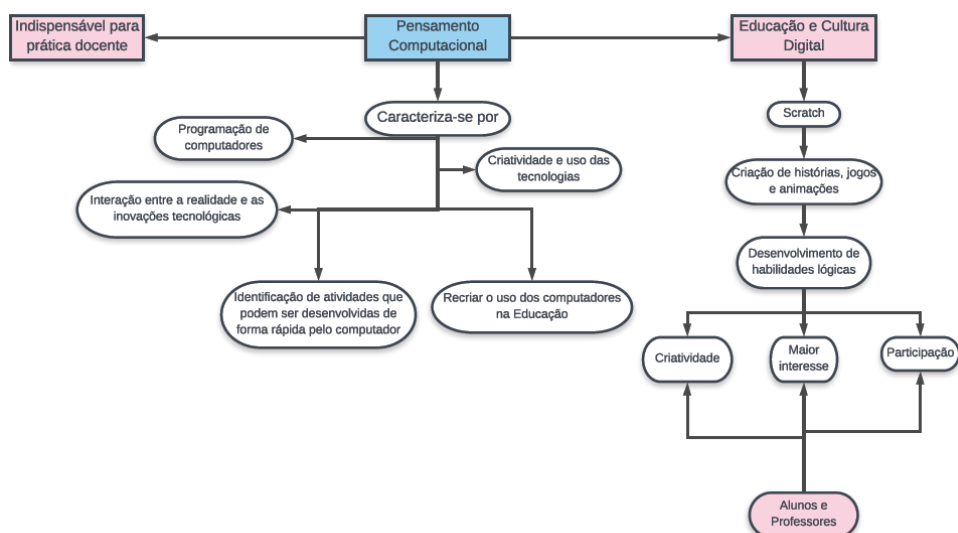 Indispensável para
prática docente
Pensamento
Computacional
Educação e Cultura
Digital
Caracteriza-se por
Programação de
computadores
Criatividade e uso das
tecnologias
Interação entre a realidade e as
inovações tecnológicas
Identificação de atividades que
podem ser desenvolvidas de
forma rápida pelo computador
Recriar o uso dos computadores
na Educação
Scratch
Criação de histórias, jogos
e animações
Desenvolvimento de
habilidades lógicas
Criatividade
Maior
interesse
Participação
Alunos e
Professores